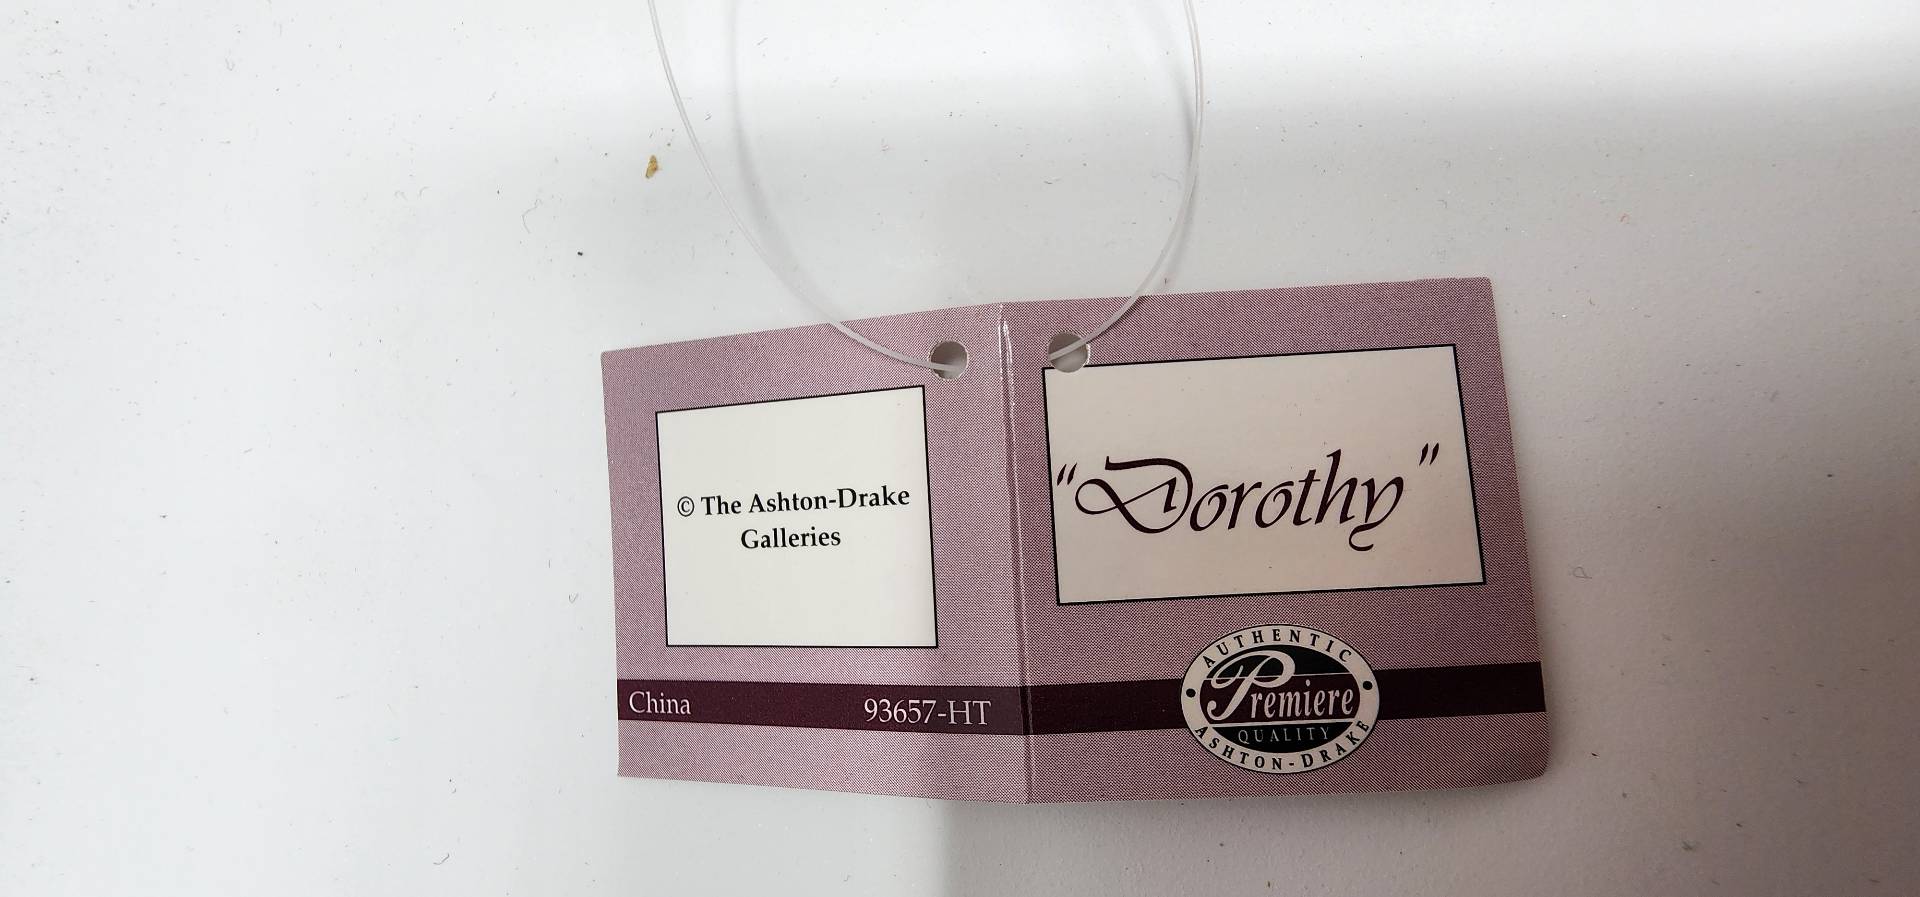 © The Ashton-Drake
Galleries
China
93657-HT
"Dorothy"
AUTHENTIC
Premiere
QUALITY
ASHTON-DRAKE